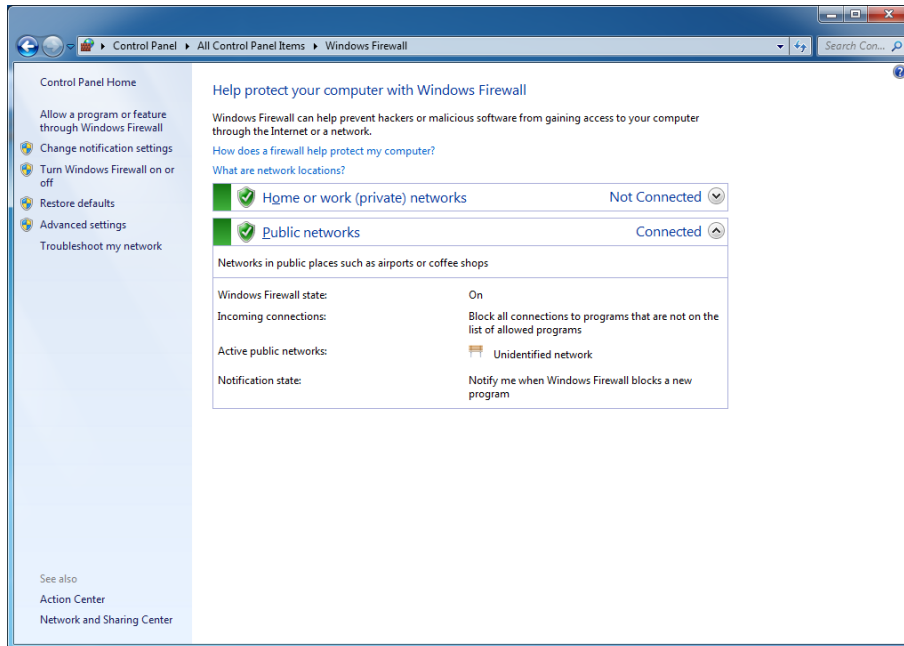 Control Panel ▸ All Control Panel Items ▸ Windows Firewall
Search Con...
Control Panel Home
Allow a program or feature
through Windows Firewall
Change notification settings
Turn Windows Firewall on or
off
Restore defaults
Advanced settings
Troubleshoot my network
See also
Action Center
Network and Sharing Center
Help protect your computer with Windows Firewall
Windows Firewall can help prevent hackers or malicious software from gaining access to your computer
through the Internet or a network.
How does a firewall help protect my computer?
What are network locations?
Home or work (private) networks Not Connected
Public networks Connected
Networks in public places such as airports or coffee shops
Windows Firewall state: On
Incoming connections: Block all connections to programs that are not on the
list of allowed programs
Active public networks: Unidentified network
Notification state: Notify me when Windows Firewall blocks a new
program